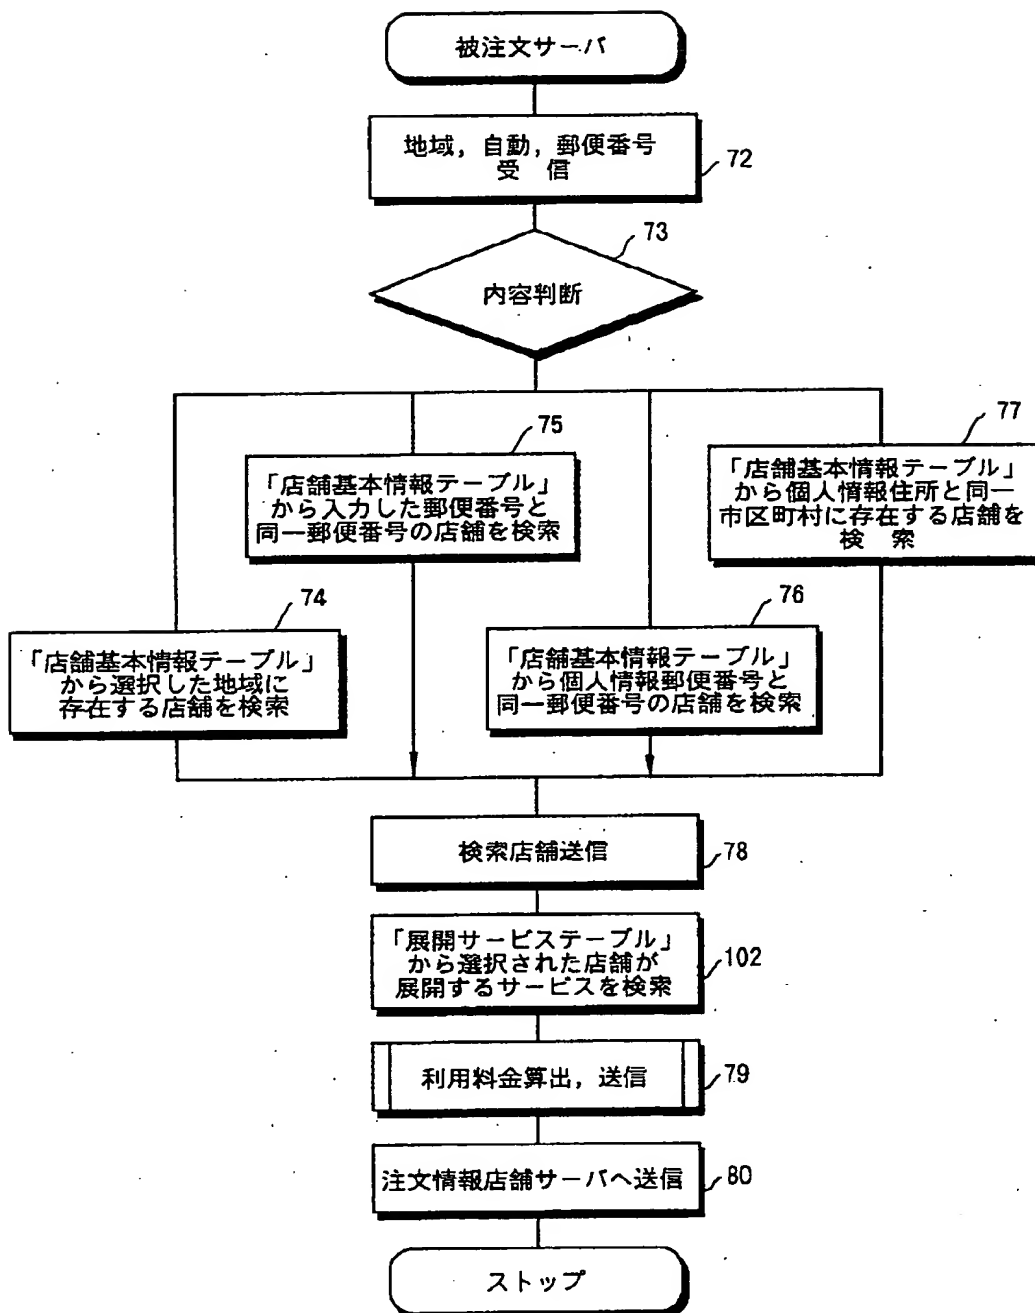 被注文サーバ
地域,自動,郵便番号
受 信
72
73
内容判断
75
「店舗基本情報テーブル」
から入力した郵便番号と
同一郵便番号の店舗を検索
77
「店舗基本情報テーブル」
から個人情報住所と同一
市区町村に存在する店舗を
検 索
74
「店舗基本情報テーブル」
から選択した地域に
存在する店舗を検索
76
「店舗基本情報テーブル」
から個人情報郵便番号と
同一郵便番号の店舗を検索
検索店舗送信
78
「展開サービステーブル」
から選択された店舗が
展開するサービスを検索
102
利用料金算出,送信
79
注文情報店舗サーバへ送信
80
ストップ